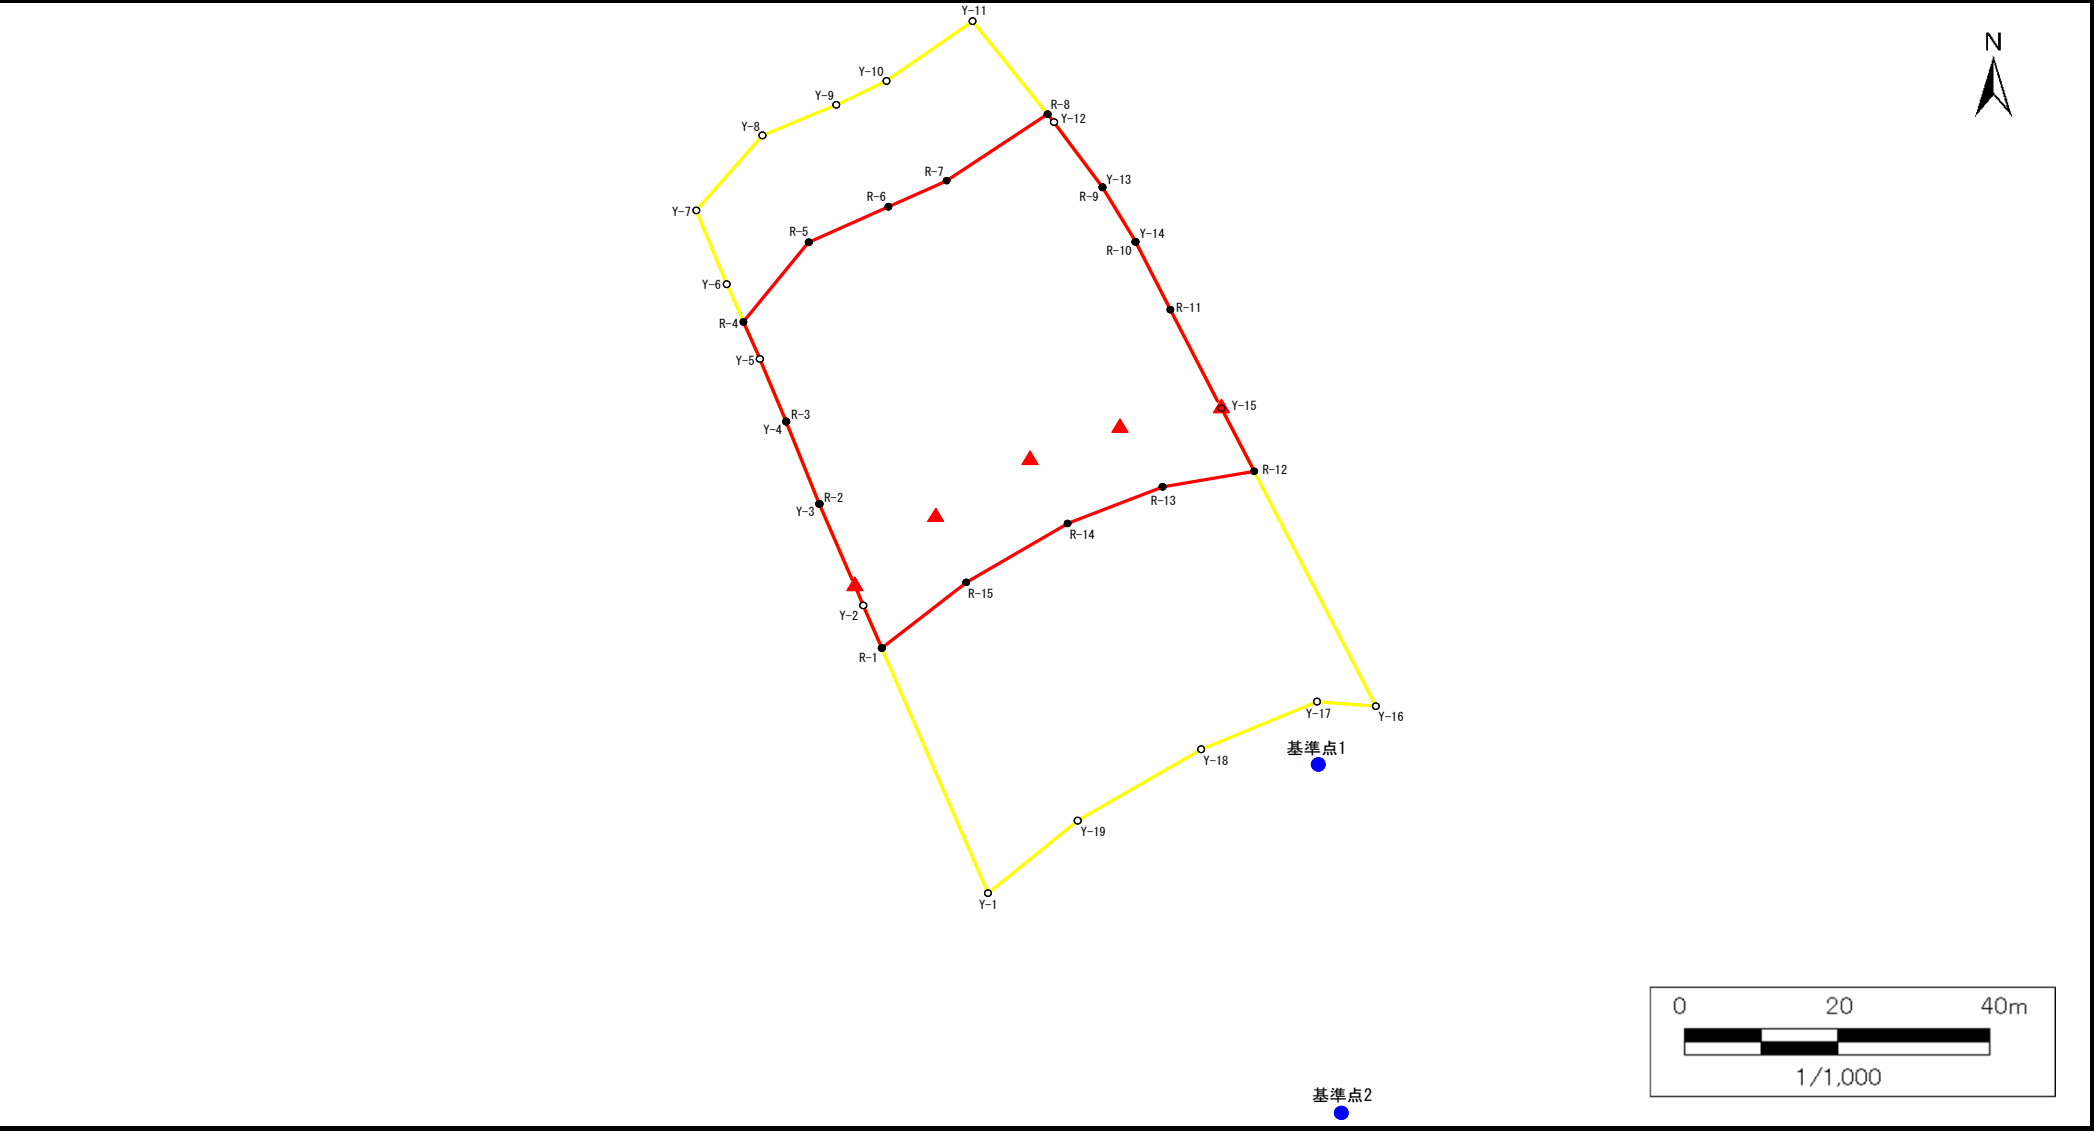 Y-11
N
Y-10
Y-9
R-8
Y-12
Y-8
R-7
Y-13
R-9
R-6
Y-7
R-5
Y-14
R-10
Y-6
R-11
R-4
Y-5
Y-15
R-3
Y-4
R-12
R-2
R-13
Y-3
R-14
R-15
Y-2
R-1
Y-17
Y-16
基準点1
Y-18
Y-19
Y-1
0 20 40m
1/1,000
基準点2